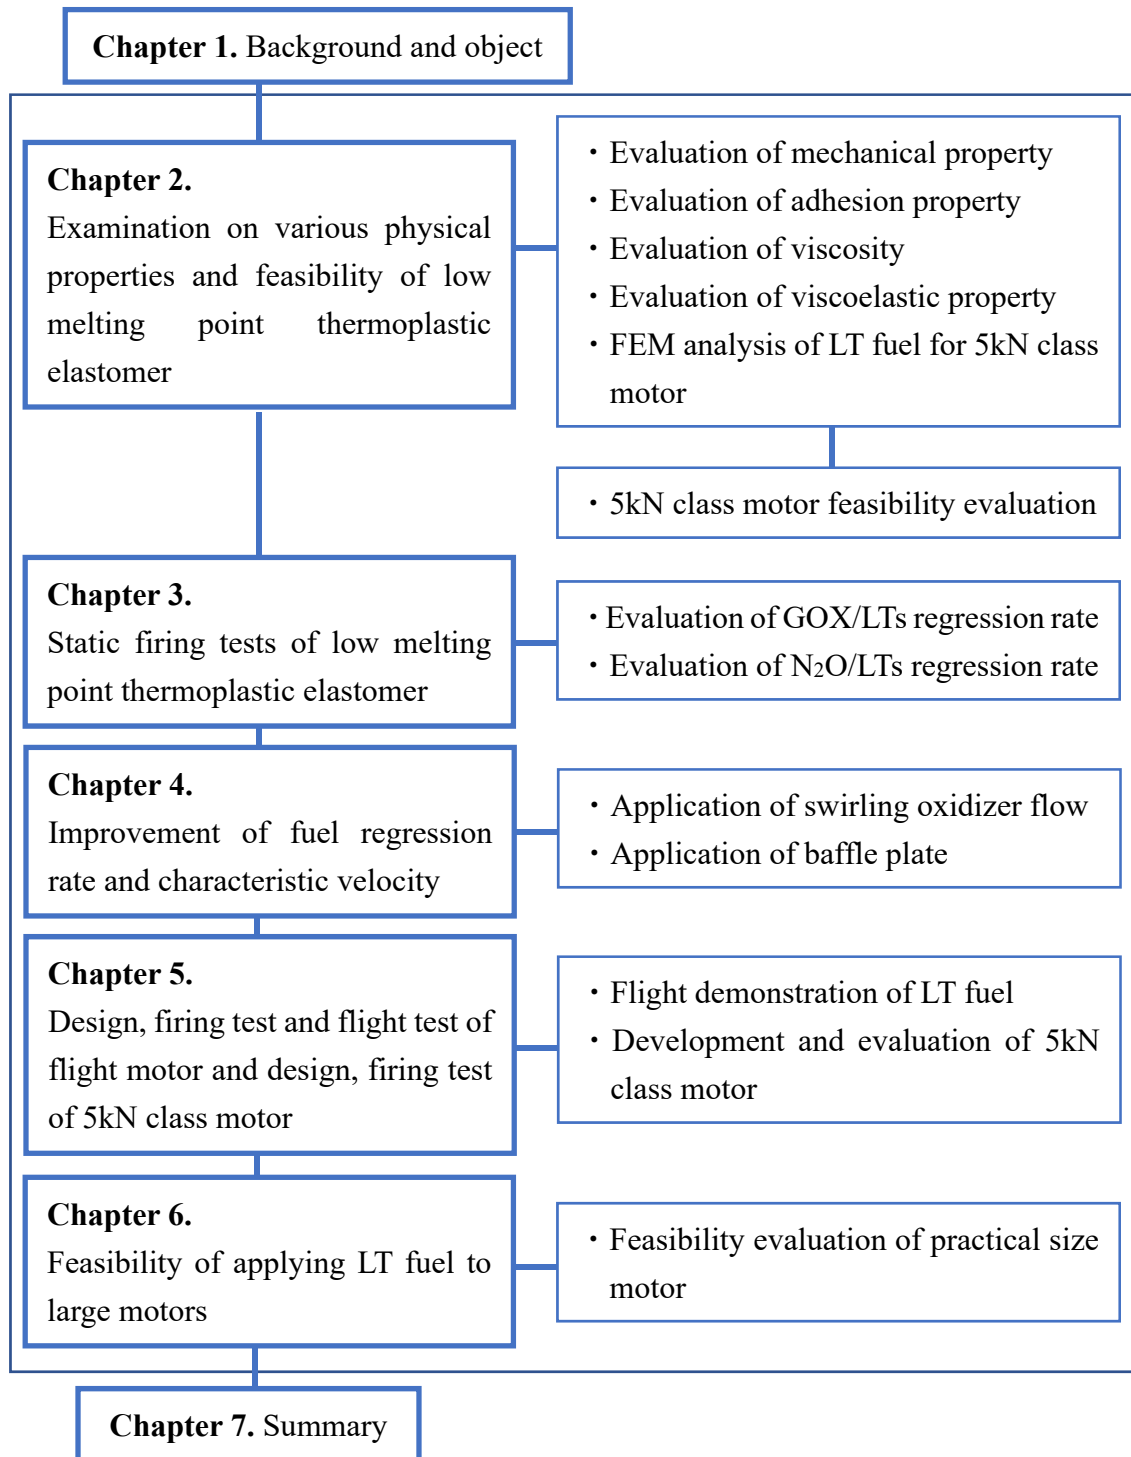 Chapter 1. Background and object
Chapter 2.
Examination on various physical
properties and feasibility of low
melting point thermoplastic
elastomer
・Evaluation of mechanical property
・Evaluation of adhesion property
・Evaluation of viscosity
・Evaluation of viscoelastic property
・FEM analysis of LT fuel for 5kN class
motor
・5kN class motor feasibility evaluation
Chapter 3.
Static firing tests of low melting
point thermoplastic elastomer
・Evaluation of GOX/LTs regression rate
・Evaluation of N₂O/LTs regression rate
Chapter 4.
Improvement of fuel regression
rate and characteristic velocity
・Application of swirling oxidizer flow
・Application of baffle plate
Chapter 5.
Design, firing test and flight test of
flight motor and design, firing test
of 5kN class motor
・Flight demonstration of LT fuel
・Development and evaluation of 5kN
class motor
Chapter 6.
Feasibility of applying LT fuel to
large motors
・Feasibility evaluation of practical size
motor
Chapter 7. Summary